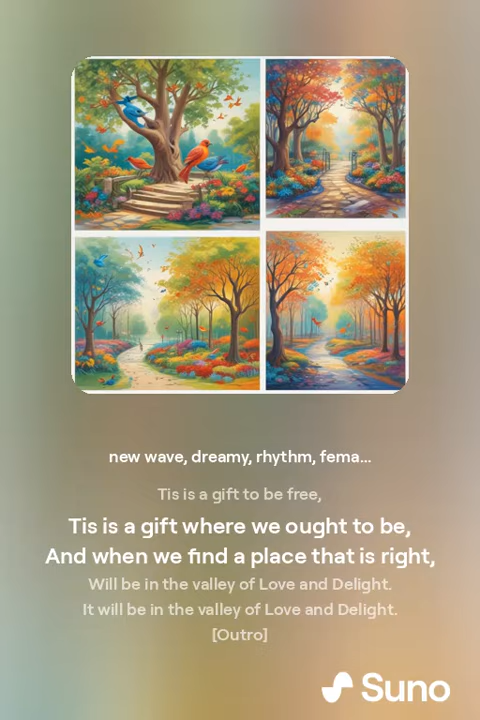 new wave, dreamy, rhythm, fema...
Tis is a gift to be free,
Tis is a gift where we ought to be,
And when we find a place that is right,
Will be in the valley of Love and Delight.
It will be in the valley of Love and Delight.
[Outro]
Suno